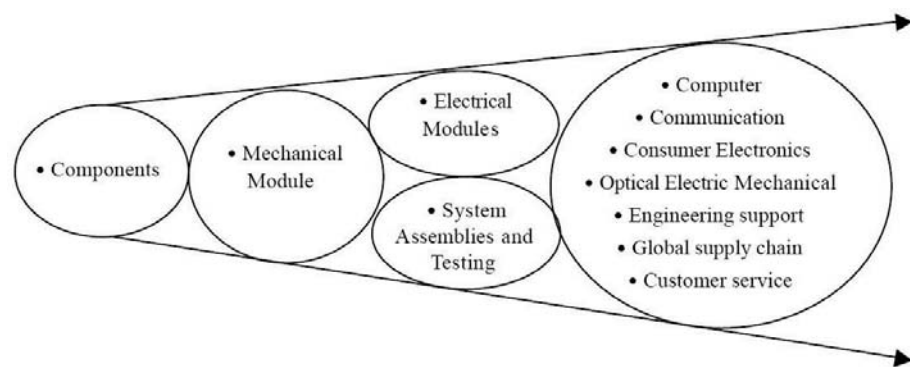 • Components
• Mechanical
Module
• Electrical
Modules
• System
Assemblies and
Testing
• Computer
• Communication
• Consumer Electronics
• Optical Electric Mechanical
• Engineering support
• Global supply chain
• Customer service